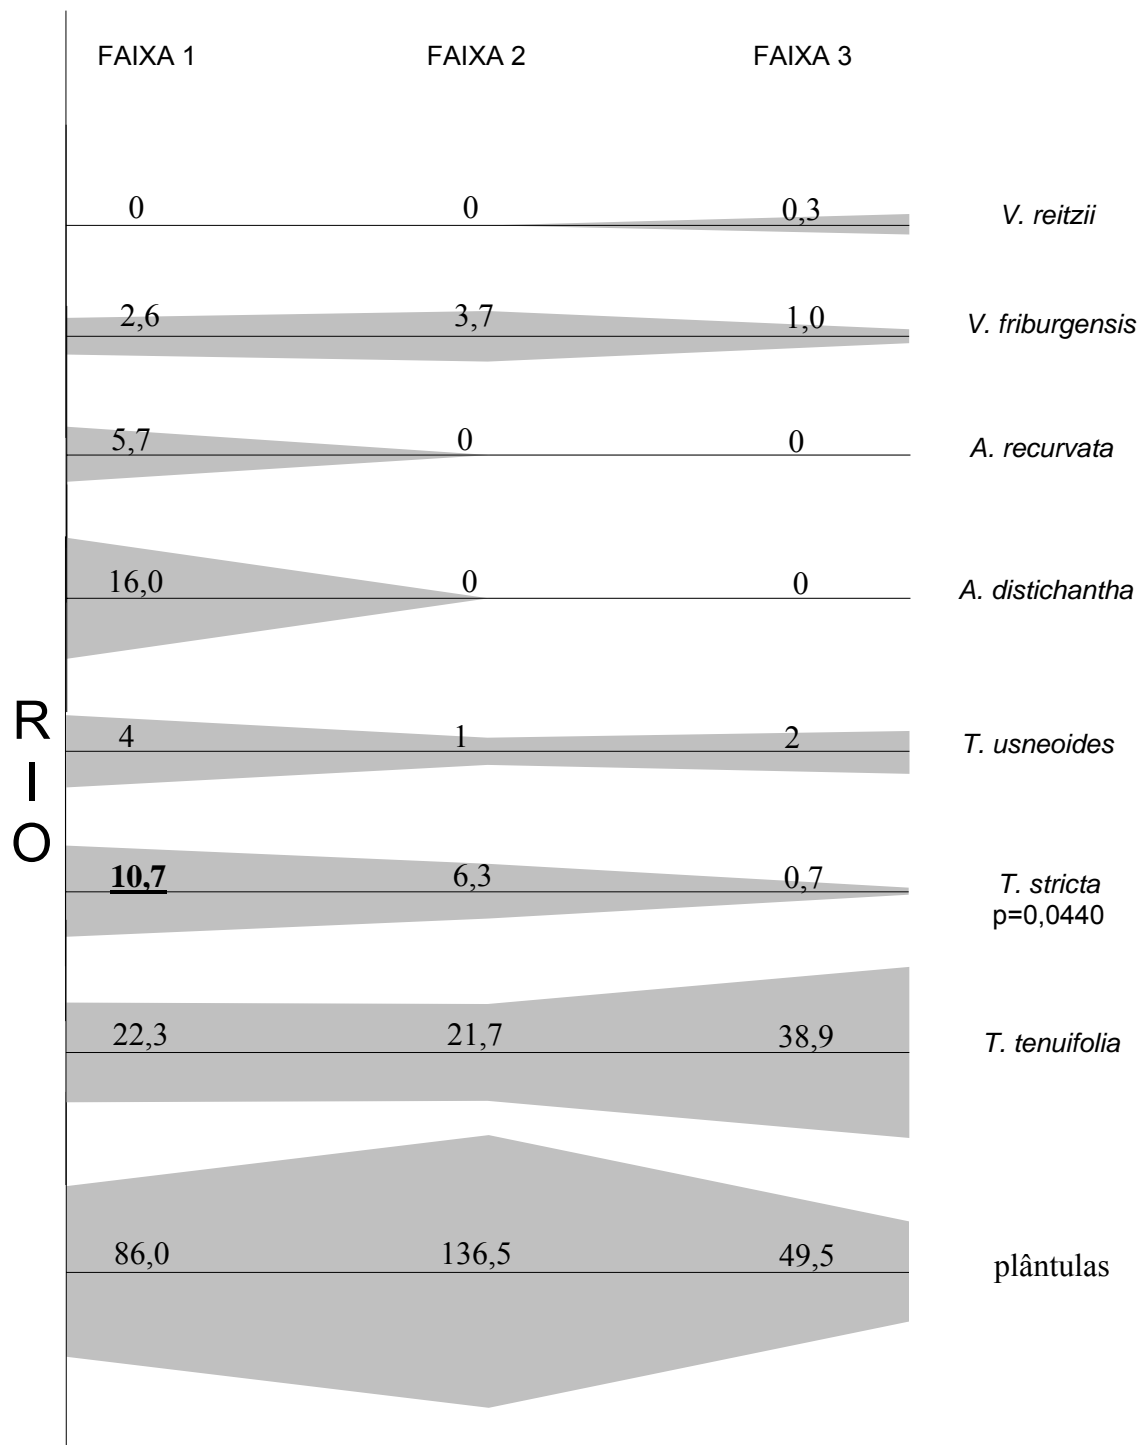 FAIXA 1 FAIXA 2 FAIXA 3
0 0 0,3 V. reitzii
2,6 3,7 1,0 V. friburgensis
5,7 0 0 A. recurvata
16,0 0 0 A. distichantha
RIO
4 1 2 T. usneoides
10,7 6,3 0,7 T. stricta
p=0,0440
22,3 21,7 38,9 T. tenuifolia
86,0 136,5 49,5 plântulas